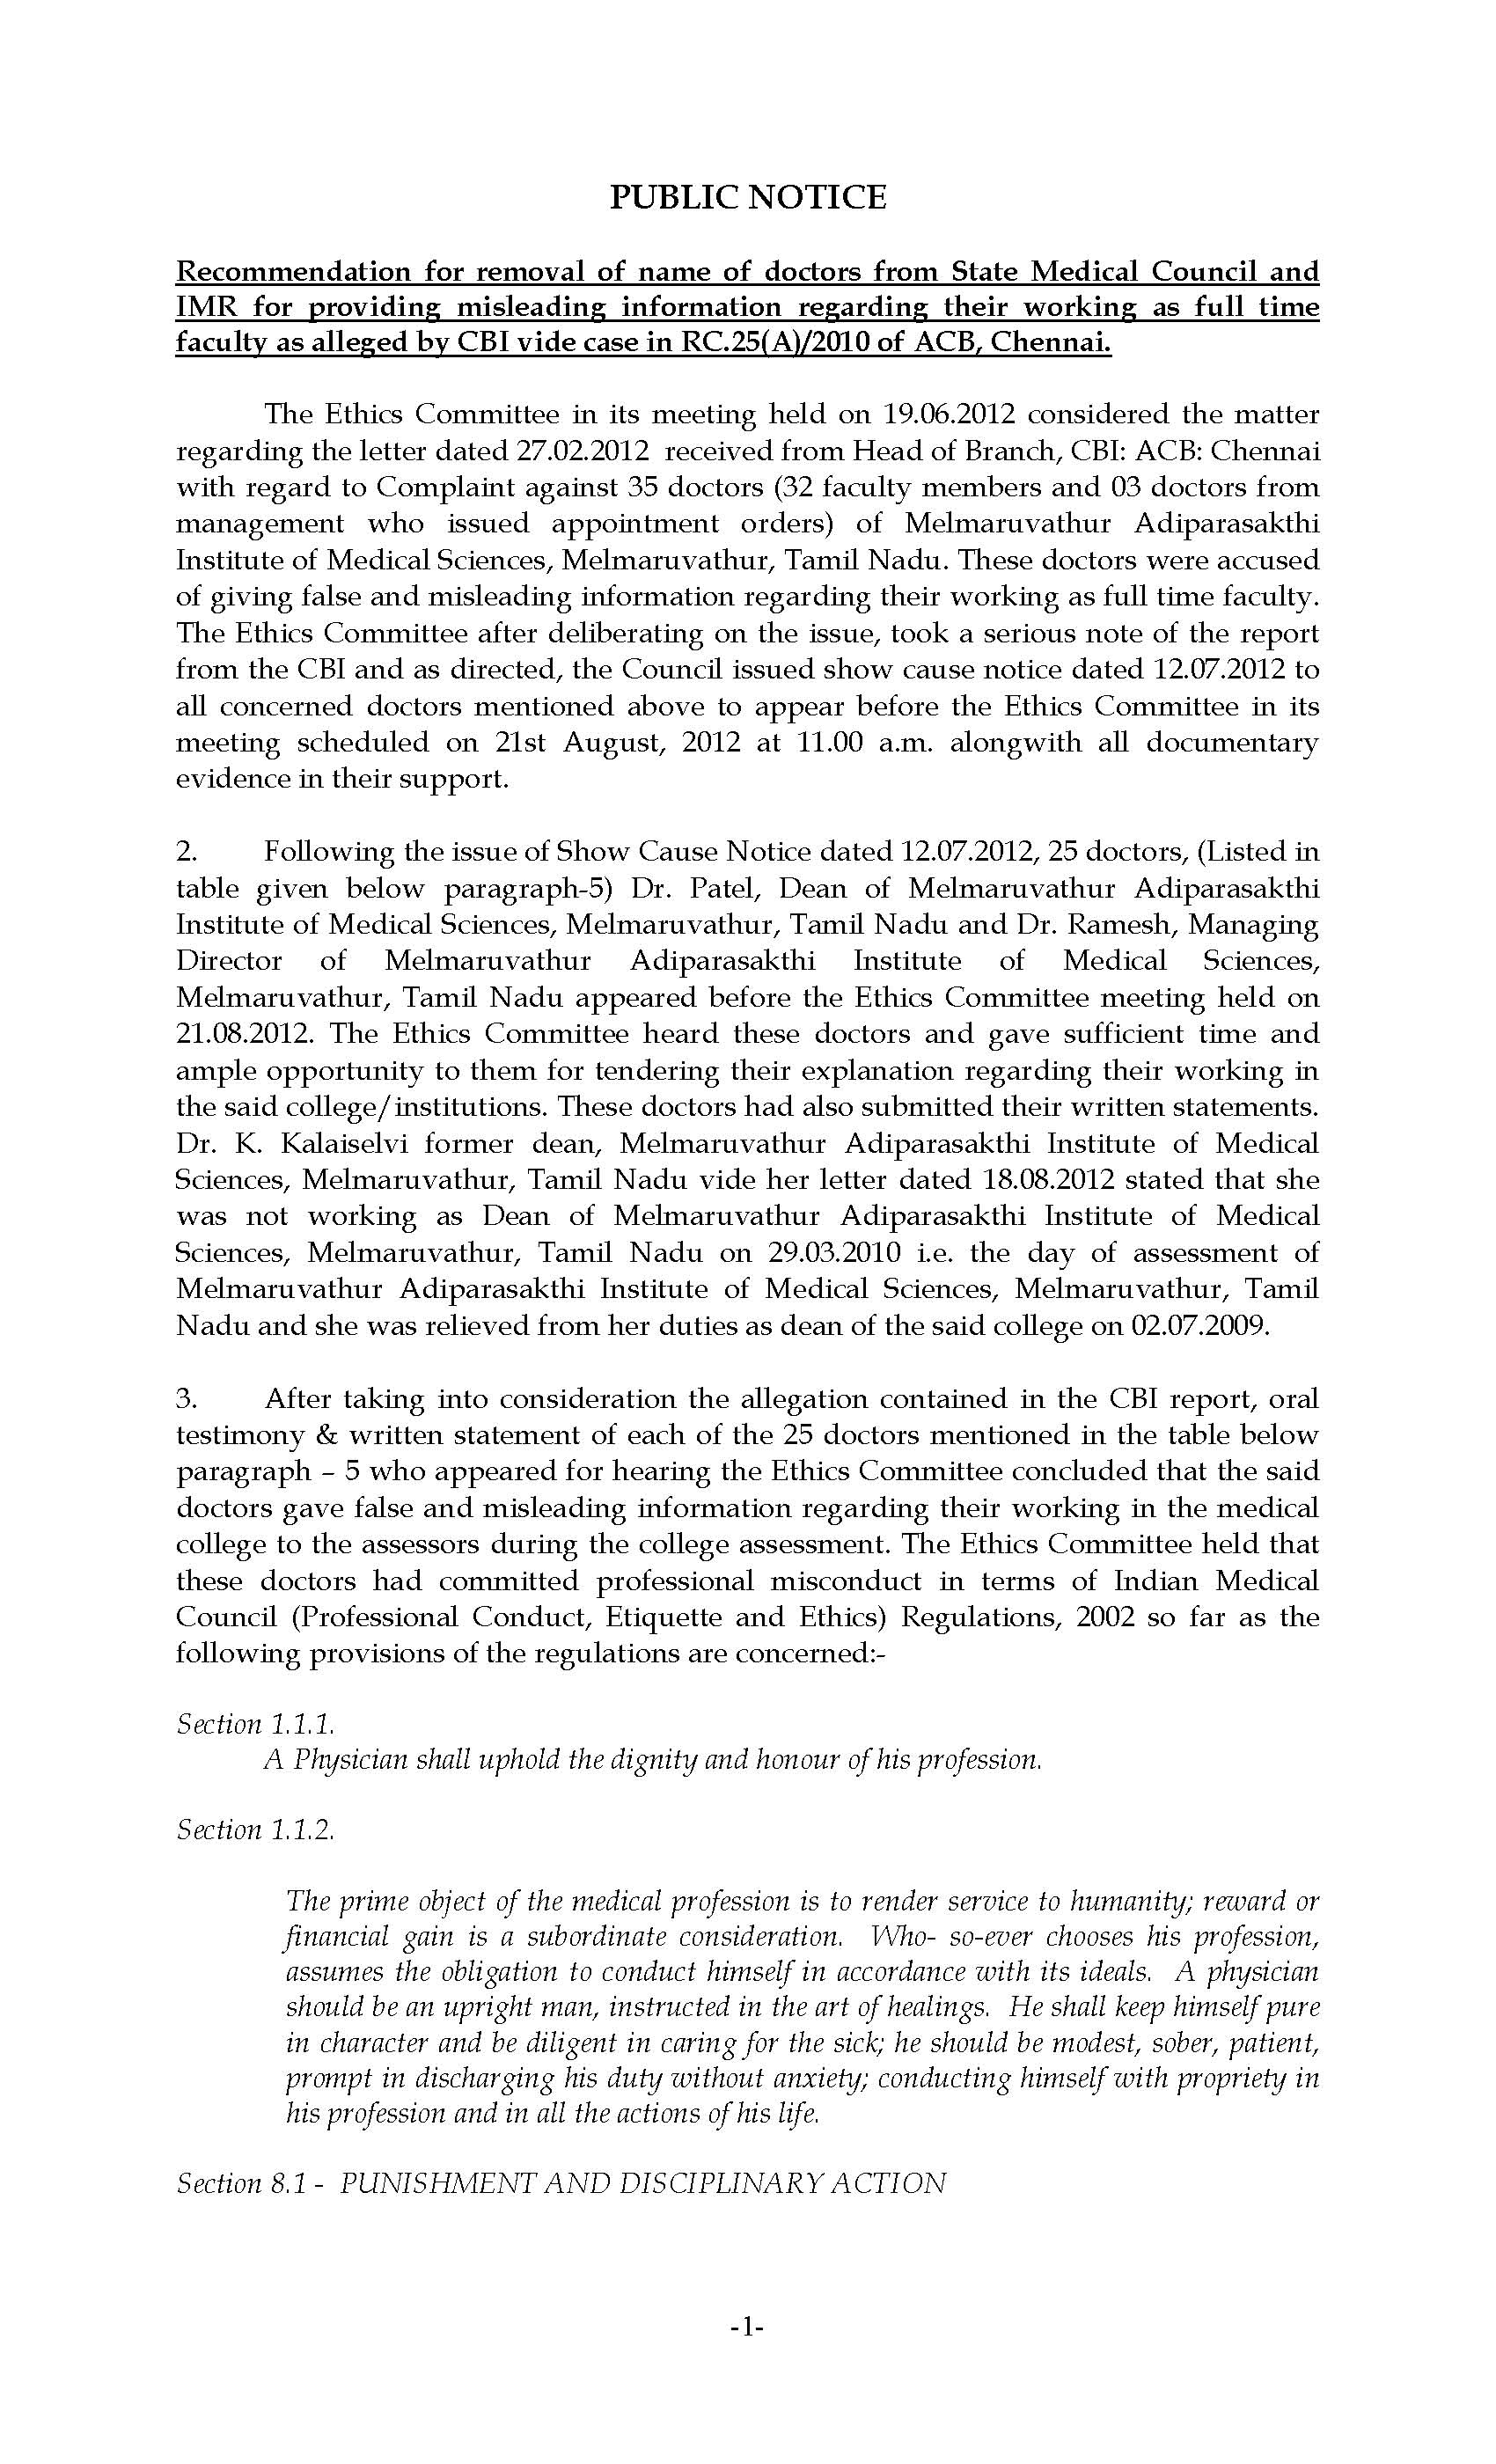 PUBLIC NOTICE
Recommendation for removal of name of doctors from State Medical Council and
IMR for providing misleading information regarding their working as full time
faculty as alleged by CBI vide case in RC.25(A)/2010 of ACB, Chennai.
The Ethics Committee in its meeting held on 19.06.2012 considered the matter
regarding the letter dated 27.02.2012 received from Head of Branch, CBI: ACB: Chennai
with regard to Complaint against 35 doctors (32 faculty members and 03 doctors from
management who issued appointment orders) of Melmaruvathur Adiparasakthi
Institute of Medical Sciences, Melmaruvathur, Tamil Nadu. These doctors were accused
of giving false and misleading information regarding their working as full time faculty.
The Ethics Committee after deliberating on the issue, took a serious note of the report
from the CBI and as directed, the Council issued show cause notice dated 12.07.2012 to
all concerned doctors mentioned above to appear before the Ethics Committee in its
meeting scheduled on 21st August, 2012 at 11.00 a.m. alongwith all documentary
evidence in their support.
2. Following the issue of Show Cause Notice dated 12.07.2012, 25 doctors, (Listed in
table given below paragraph-5) Dr. Patel, Dean of Melmaruvathur Adiparasakthi
Institute of Medical Sciences, Melmaruvathur, Tamil Nadu and Dr. Ramesh, Managing
Director of Melmaruvathur Adiparasakthi Institute of Medical Sciences,
Melmaruvathur, Tamil Nadu appeared before the Ethics Committee meeting held on
21.08.2012. The Ethics Committee heard these doctors and gave sufficient time and
ample opportunity to them for tendering their explanation regarding their working in
the said college/institutions. These doctors had also submitted their written statements.
Dr. K. Kalaiselvi former dean, Melmaruvathur Adiparasakthi Institute of Medical
Sciences, Melmaruvathur, Tamil Nadu vide her letter dated 18.08.2012 stated that she
was not working as Dean of Melmaruvathur Adiparasakthi Institute of Medical
Sciences, Melmaruvathur, Tamil Nadu on 29.03.2010 i.e. the day of assessment of
Melmaruvathur Adiparasakthi Institute of Medical Sciences, Melmaruvathur, Tamil
Nadu and she was relieved from her duties as dean of the said college on 02.07.2009.
3. After taking into consideration the allegation contained in the CBI report, oral
testimony & written statement of each of the 25 doctors mentioned in the table below
paragraph – 5 who appeared for hearing the Ethics Committee concluded that the said
doctors gave false and misleading information regarding their working in the medical
college to the assessors during the college assessment. The Ethics Committee held that
these doctors had committed professional misconduct in terms of Indian Medical
Council (Professional Conduct, Etiquette and Ethics) Regulations, 2002 so far as the
following provisions of the regulations are concerned:-
Section 1.1.1.
A Physician shall uphold the dignity and honour of his profession.
Section 1.1.2.
The prime object of the medical profession is to render service to humanity; reward or
financial gain is a subordinate consideration. Who- so-ever chooses his profession,
assumes the obligation to conduct himself in accordance with its ideals. A physician
should be an upright man, instructed in the art of healings. He shall keep himself pure
in character and be diligent in caring for the sick; he should be modest, sober, patient,
prompt in discharging his duty without anxiety; conducting himself with propriety in
his profession and in all the actions of his life.
Section 8.1 - PUNISHMENT AND DISCIPLINARY ACTION
-1-